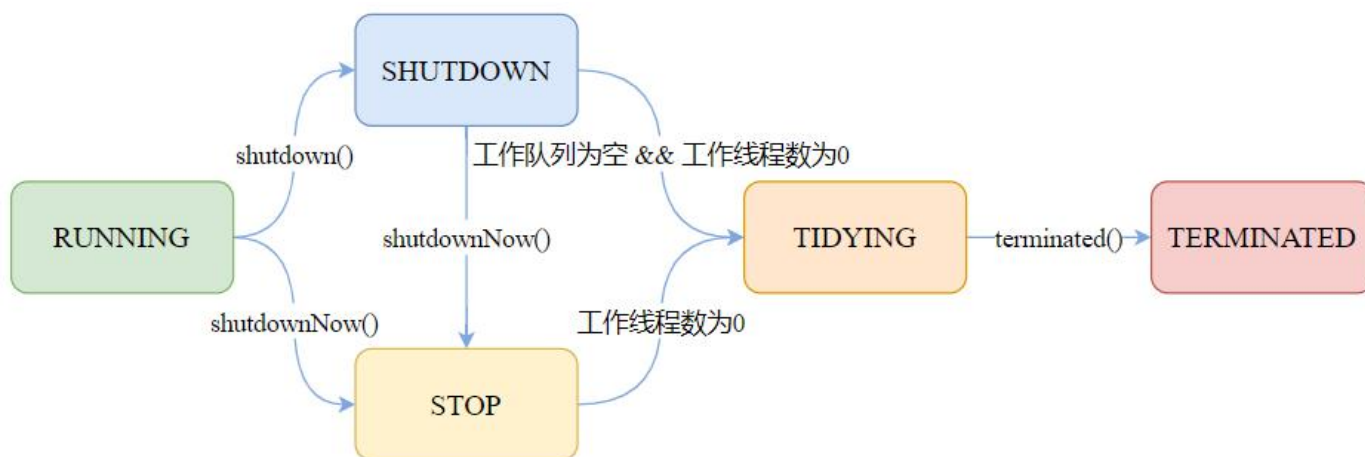 SHUTDOWN
shutdown()
工作队列为空 && 工作线程数为0
RUNNING
shutdownNow()
TIDYING
terminated()
TERMINATED
shutdownNow()
工作线程数为0
STOP